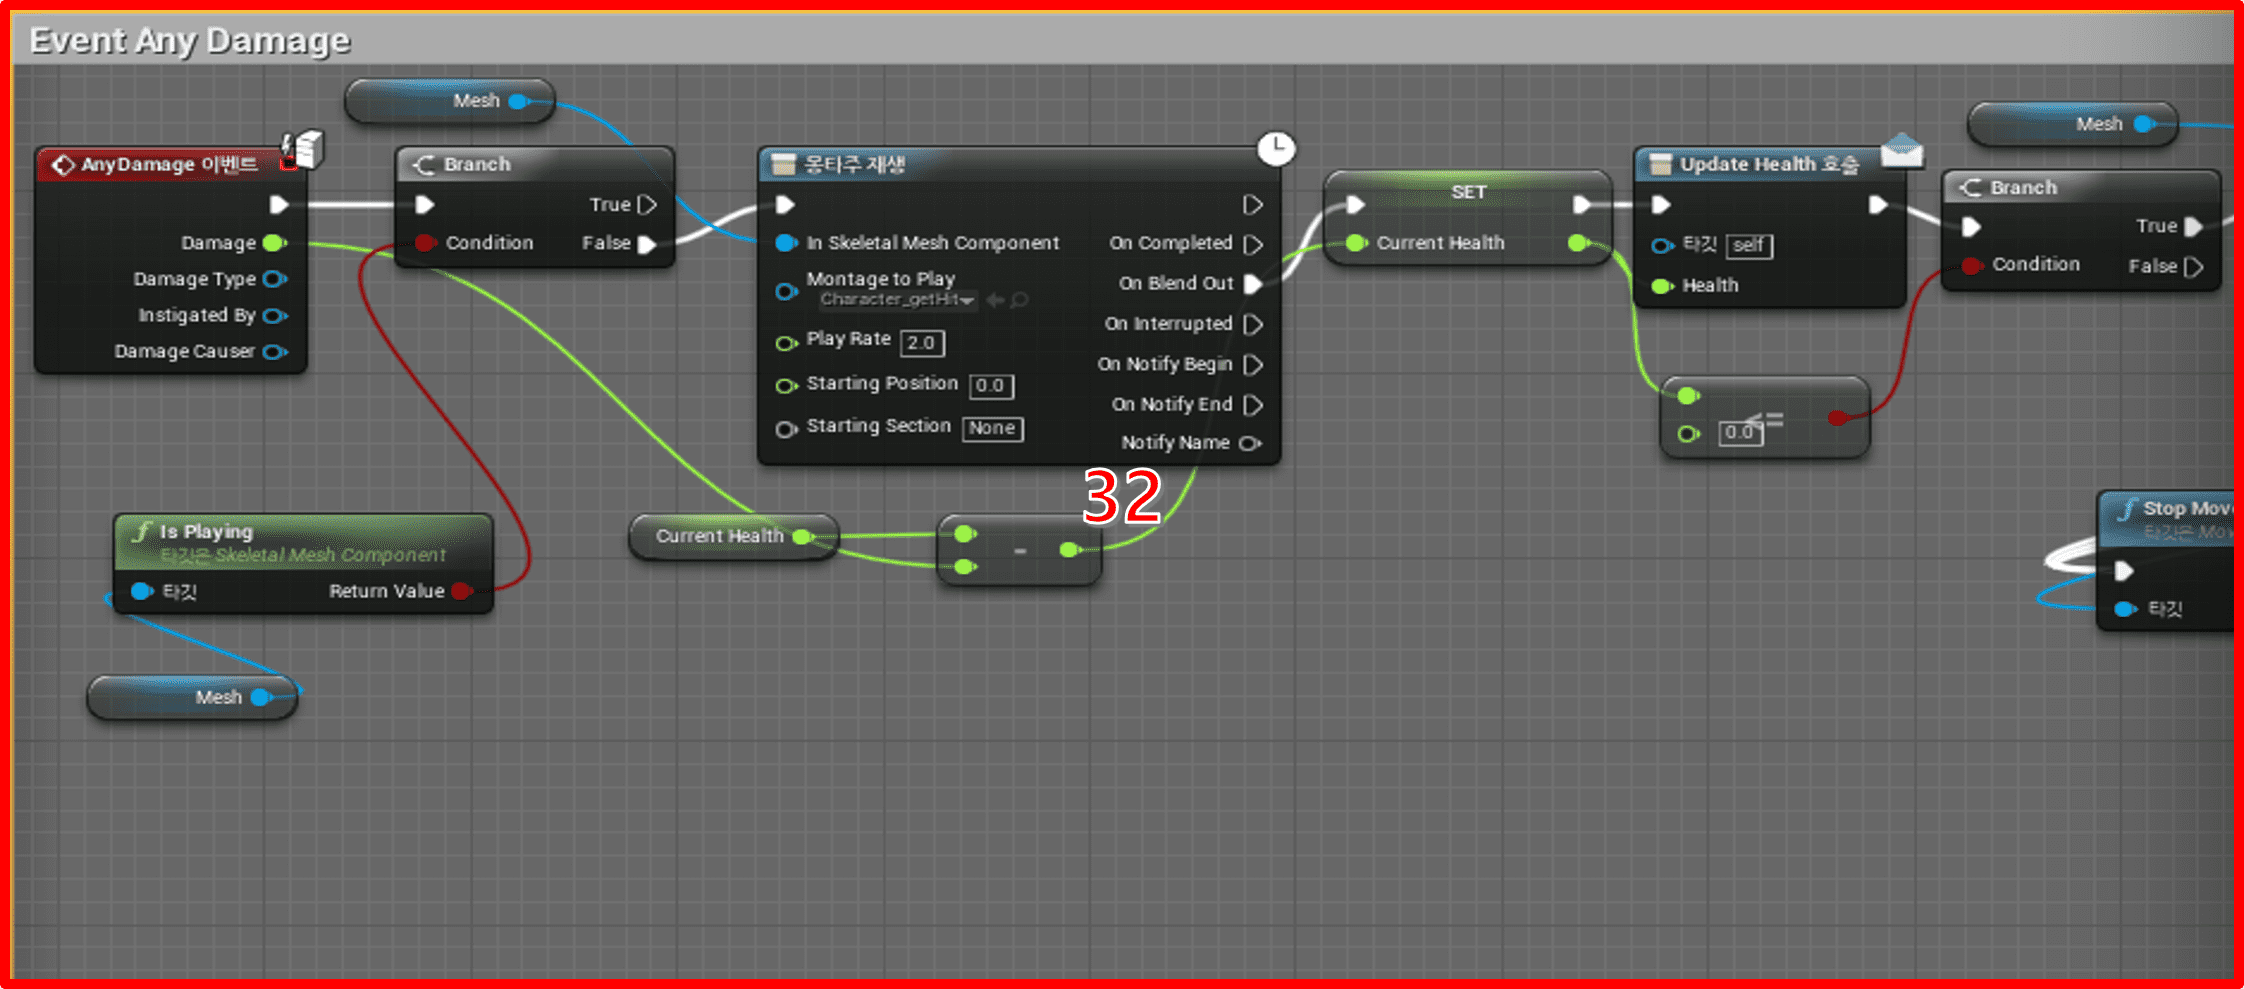 Event Any Damage
Mesh
AnyDamage 이벤트
Damage
Damage Type
Instigated By
Damage Causer
Branch
True
Condition
False
몽타주 재생
In Skeletal Mesh Component
Montage to Play
Character_getHit
Play Rate 2.0
Starting Position 0.0
Starting Section None
On Completed
On Blend Out
On Interrupted
On Notify Begin
On Notify End
Notify Name
SET
Current Health
Update Health 호출
타깃 self
Health
Mesh
Branch
True
Condition
False
0.0
<=
32
Is Playing
타깃은 Skeletal Mesh Component
타깃
Return Value
Mesh
Current Health
-
Stop Mov
타깃은 Mov
타깃